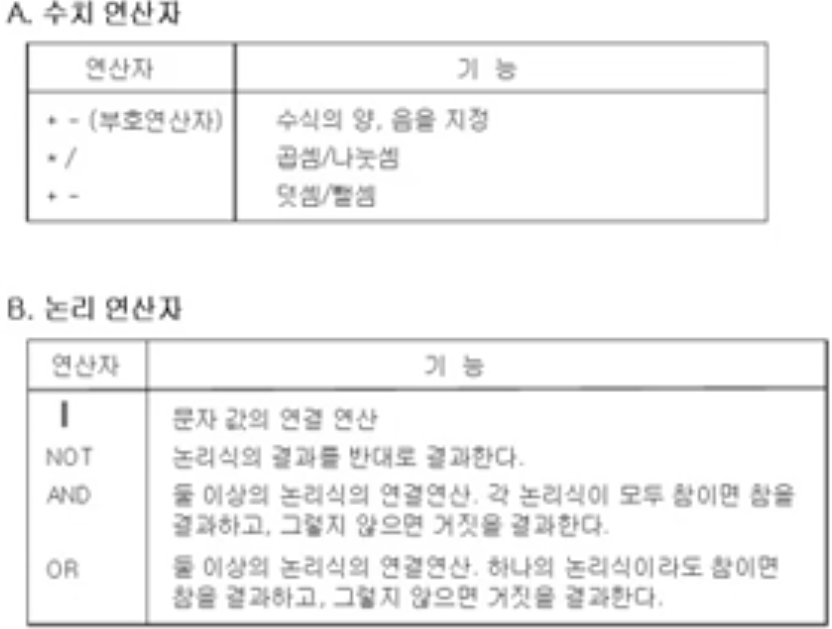 A. 수치 연산자
연산자 기 능
+ - (부호연산자) 수식의 양, 음을 지정
* / 곱셈/나눗셈
+ - 덧셈/뺄셈
B. 논리 연산자
연산자 기 능
| 문자 값의 연결 연산
NOT 논리식의 결과를 반대로 결과한다.
AND 둘 이상의 논리식의 연결연산. 각 논리식이 모두 참이면 참을
결과하고, 그렇지 않으면 거짓을 결과한다.
OR 둘 이상의 논리식의 연결연산. 하나의 논리식이라도 참이면
참을 결과하고, 그렇지 않으면 거짓을 결과한다.